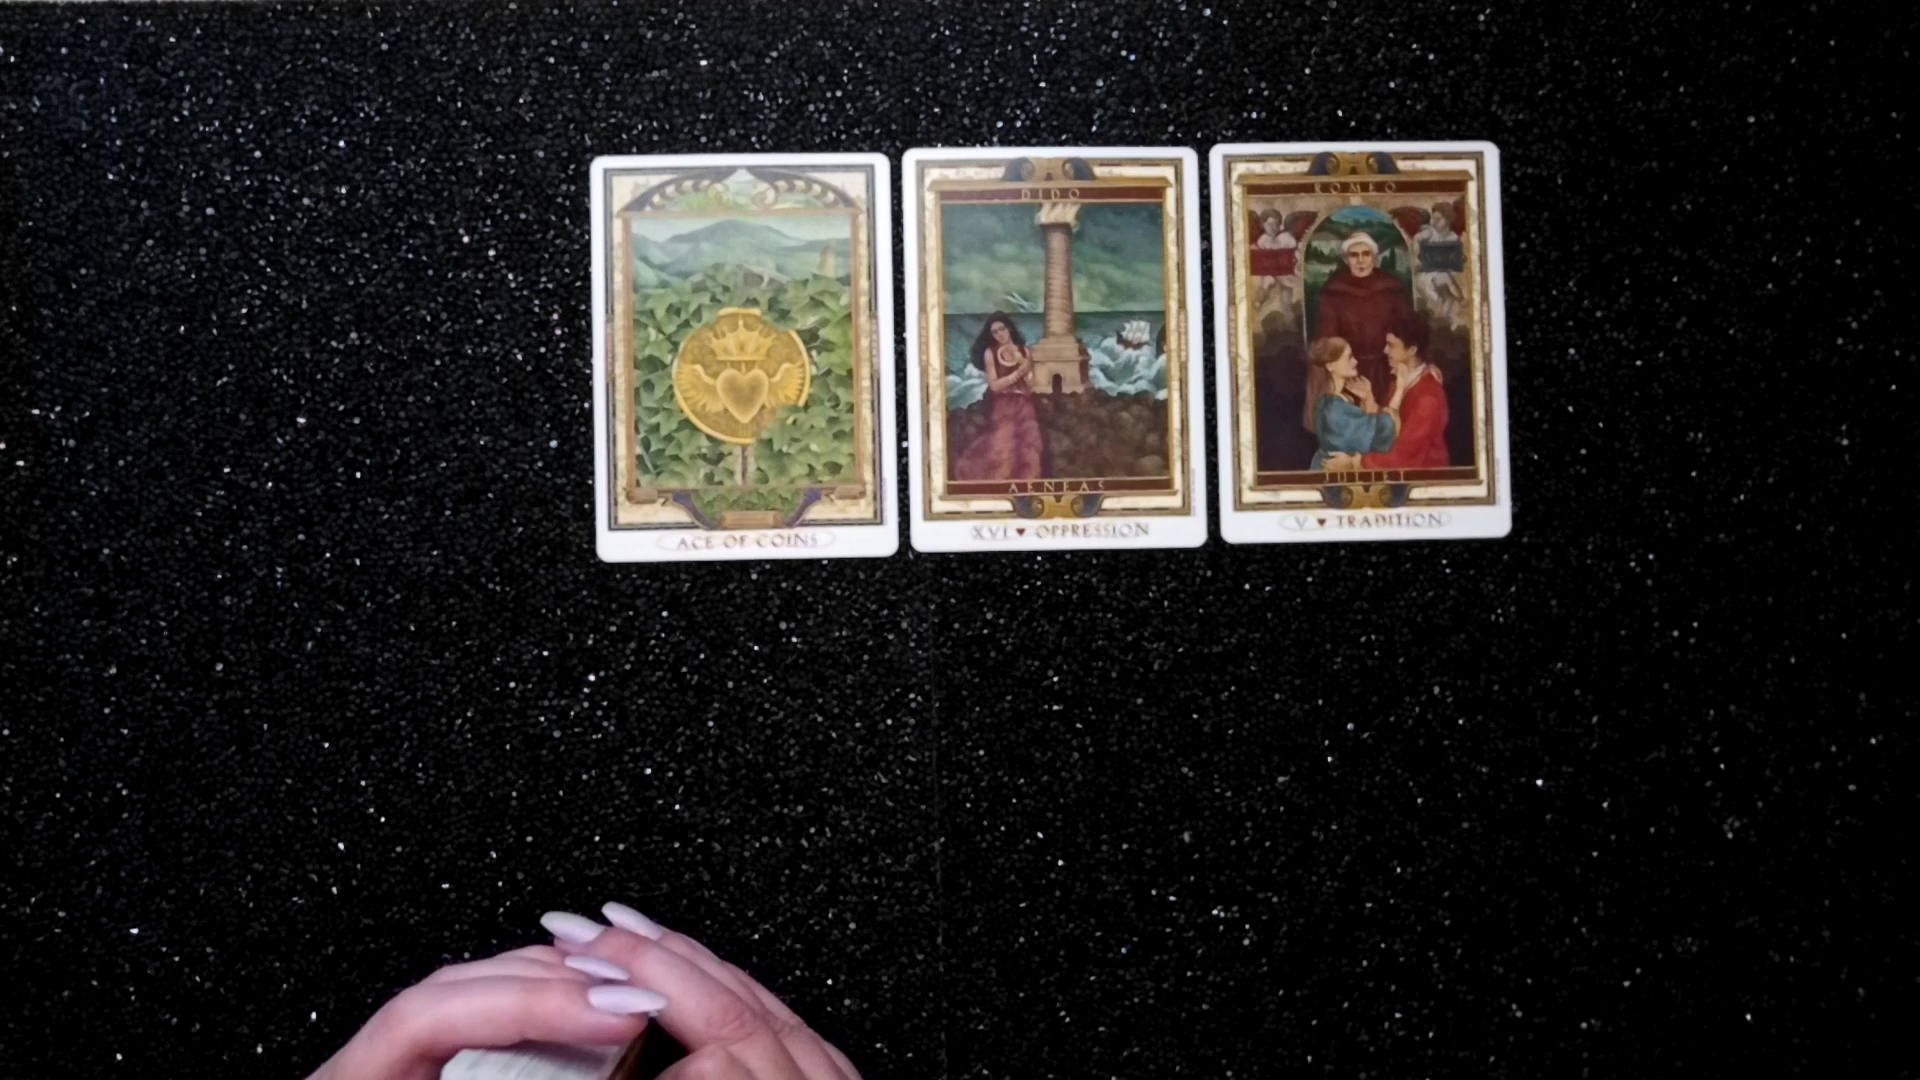 ACE OF COINS
DIDO
AENEAS
XVI ♥ OPPRESSION
ROMEO
JULIET
V ♥ TRADITION